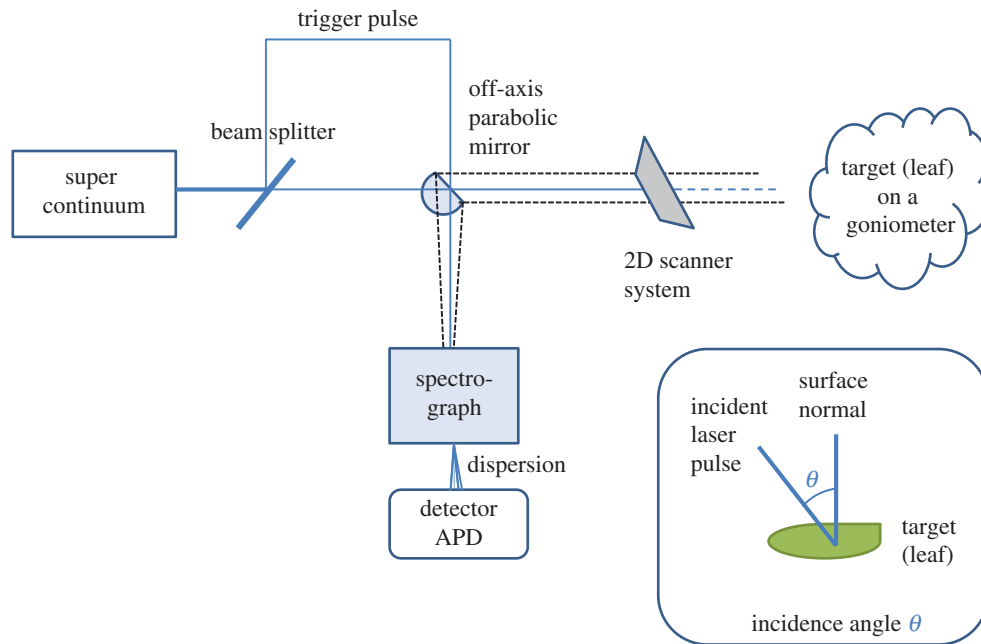 trigger pulse
off-axis
parabolic
mirror
beam splitter
super
continuum
target (leaf)
on a
goniometer
2D scanner
system
spectro-
graph
dispersion
detector
APD
surface
normal
incident
laser
pulse
θ
target
(leaf)
incidence angle θ